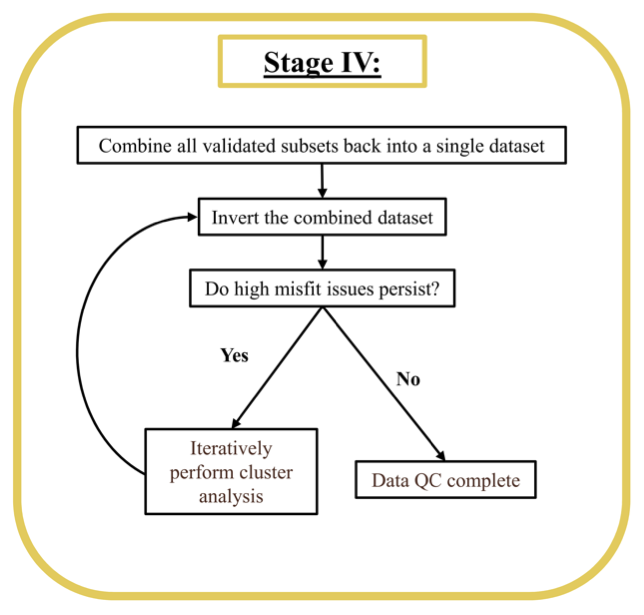 Stage IV:
Combine all validated subsets back into a single dataset
Invert the combined dataset
Do high misfit issues persist?
Yes
No
Iteratively
perform cluster
analysis
Data QC complete